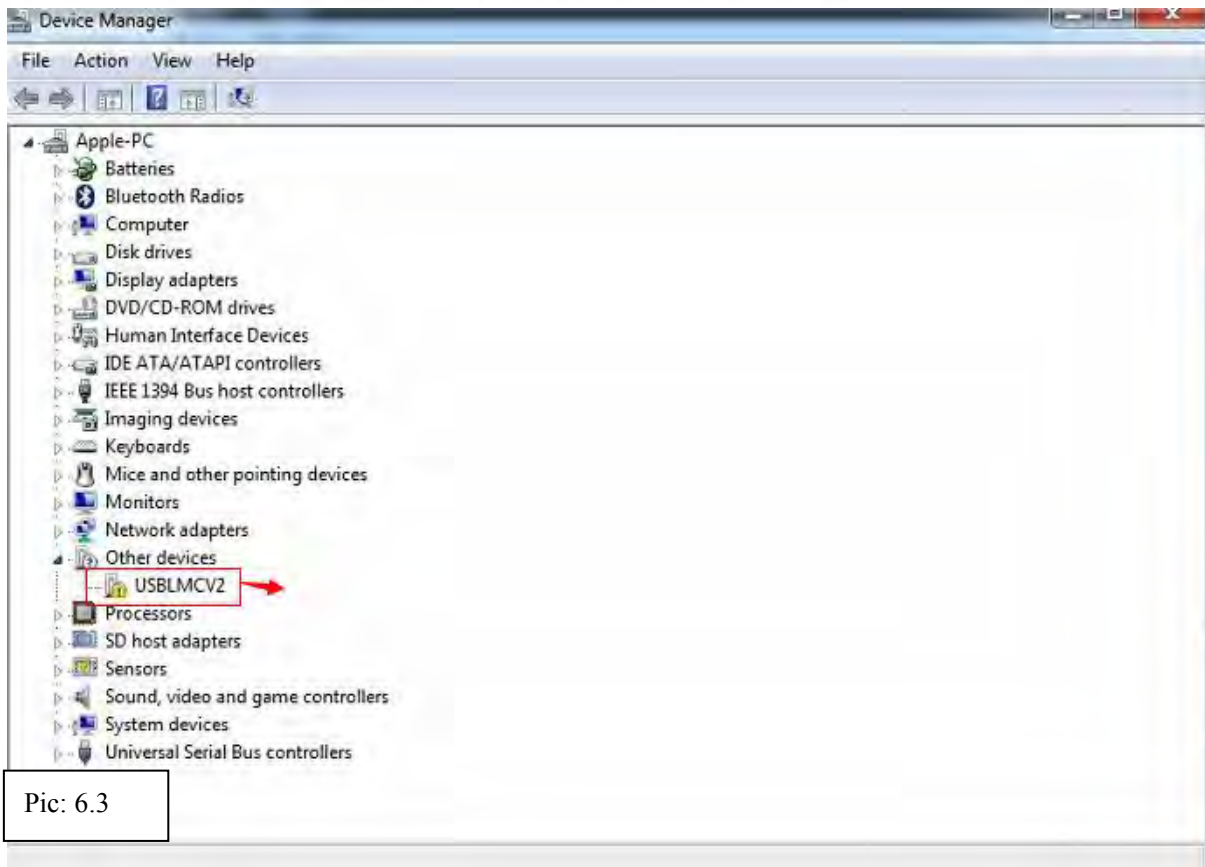 Device Manager
File Action View Help
Apple-PC
Batteries
Bluetooth Radios
Computer
Disk drives
Display adapters
DVD/CD-ROM drives
Human Interface Devices
IDE ATA/ATAPI controllers
IEEE 1394 Bus host controllers
Imaging devices
Keyboards
Mice and other pointing devices
Monitors
Network adapters
Other devices
USBLMCV2
Processors
SD host adapters
Sensors
Sound, video and game controllers
System devices
Universal Serial Bus controllers
Pic: 6.3